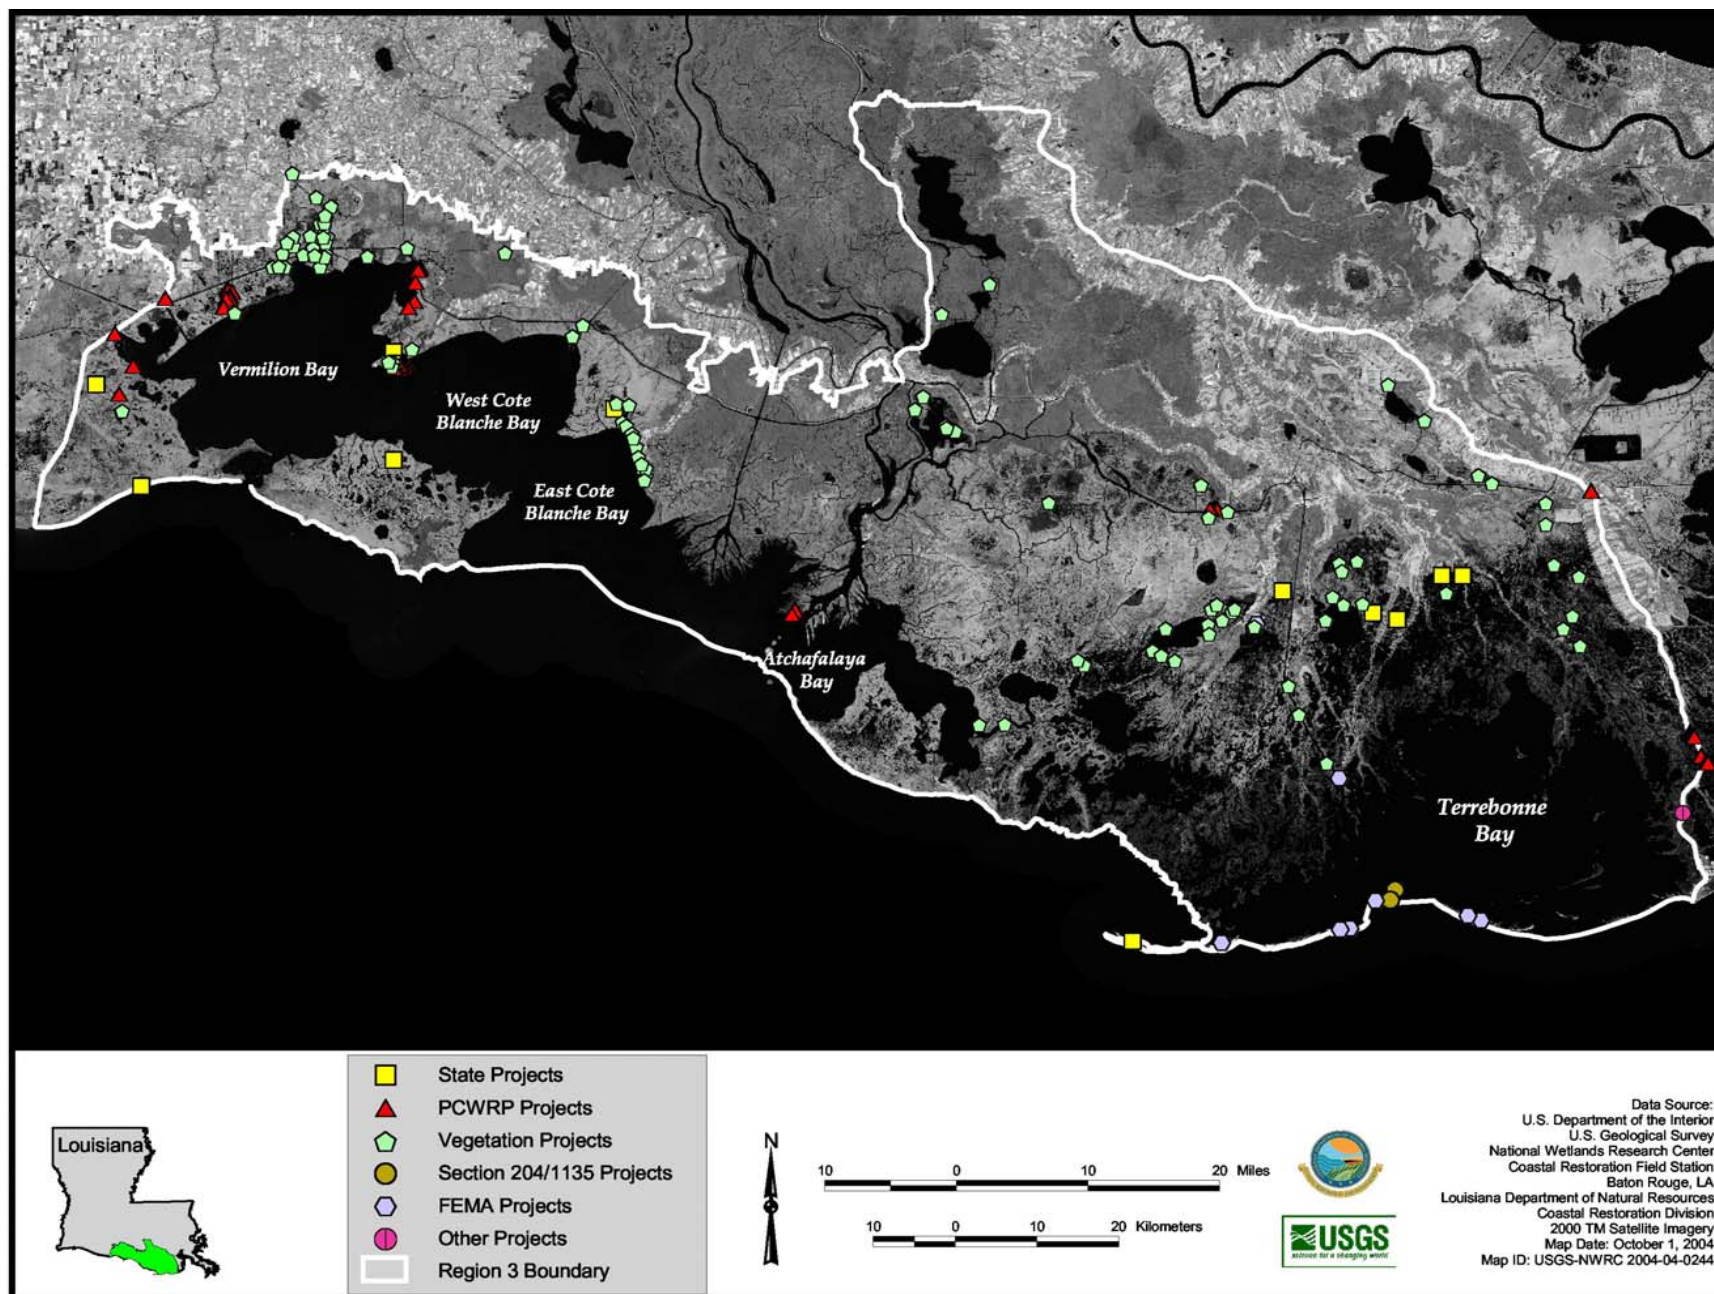 Vermilion Bay
West Cote
Blanche Bay
East Cote
Blanche Bay
Atchafalaya
Bay
Terrebonne
Bay
Louisiana
State Projects
PCWRP Projects
Vegetation Projects
Section 204/1135 Projects
FEMA Projects
Other Projects
Region 3 Boundary
N
10 0 10 20 Miles
10 0 10 20 Kilometers
USGS
science for a changing world
Data Source:
U.S. Department of the Interior
U.S. Geological Survey
National Wetlands Research Center
Coastal Restoration Field Station
Baton Rouge, LA
Louisiana Department of Natural Resources
Coastal Restoration Division
2000 TM Satellite Imagery
Map Date: October 1, 2004
Map ID: USGS-NWRC 2004-04-0244